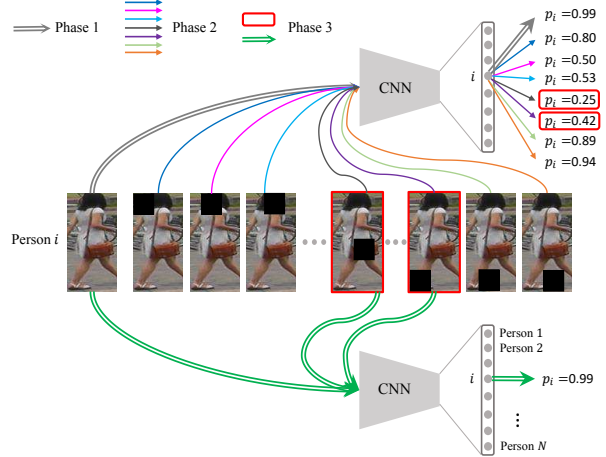 Phase 1
Phase 2
Phase 3
CNN
i
p_i =0.99
p_i =0.80
p_i =0.50
p_i =0.53
p_i =0.25
p_i =0.42
p_i =0.89
p_i =0.94
Person i
CNN
i
Person 1
Person 2
p_i =0.99
Person N